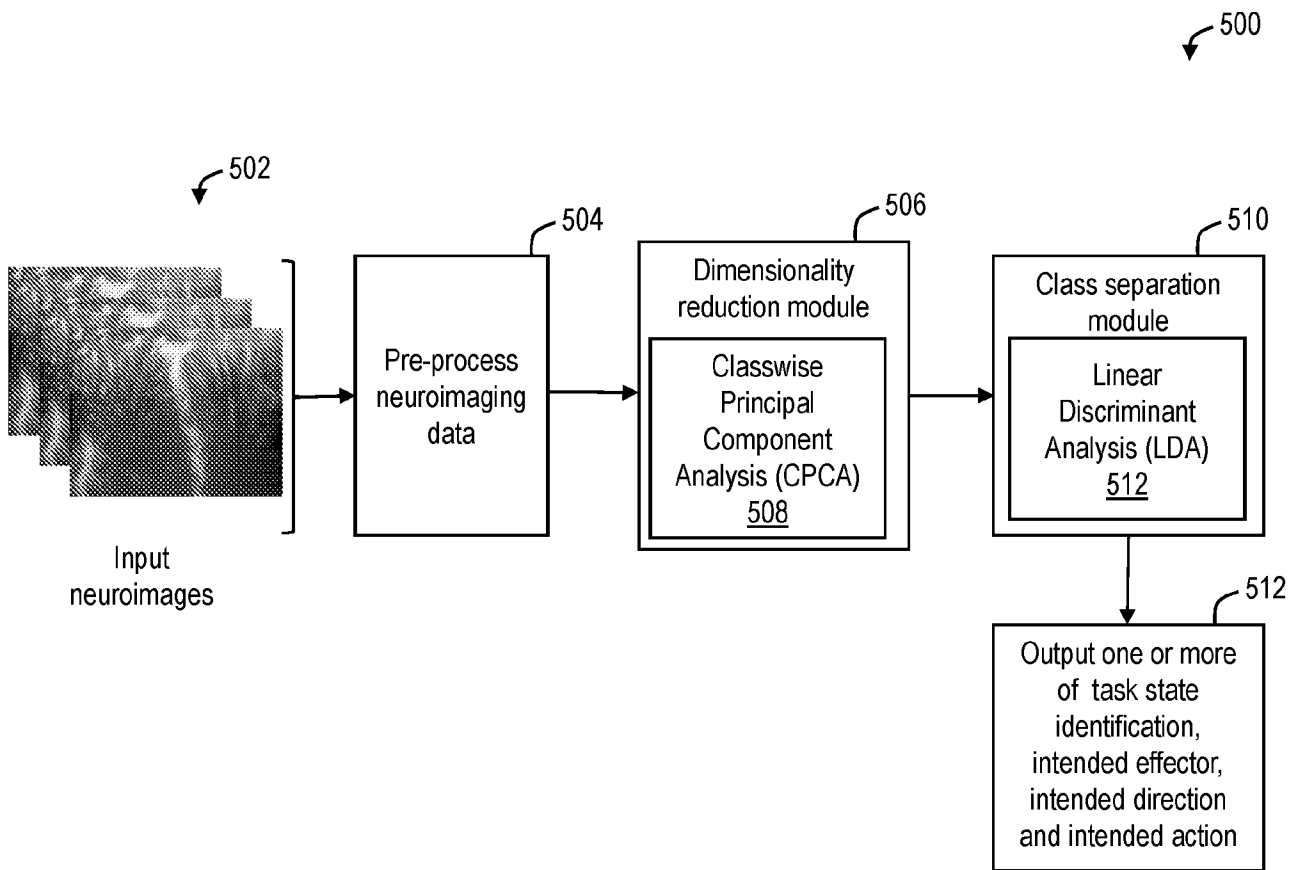 500
502
Input
neuroimages
504
Pre-process
neuroimaging
data
506
Dimensionality
reduction module
Classwise
Principal
Component
Analysis (CPCA)
508
510
Class separation
module
Linear
Discriminant
Analysis (LDA)
512
512
Output one or more
of task state
identification,
intended effector,
intended direction
and intended action